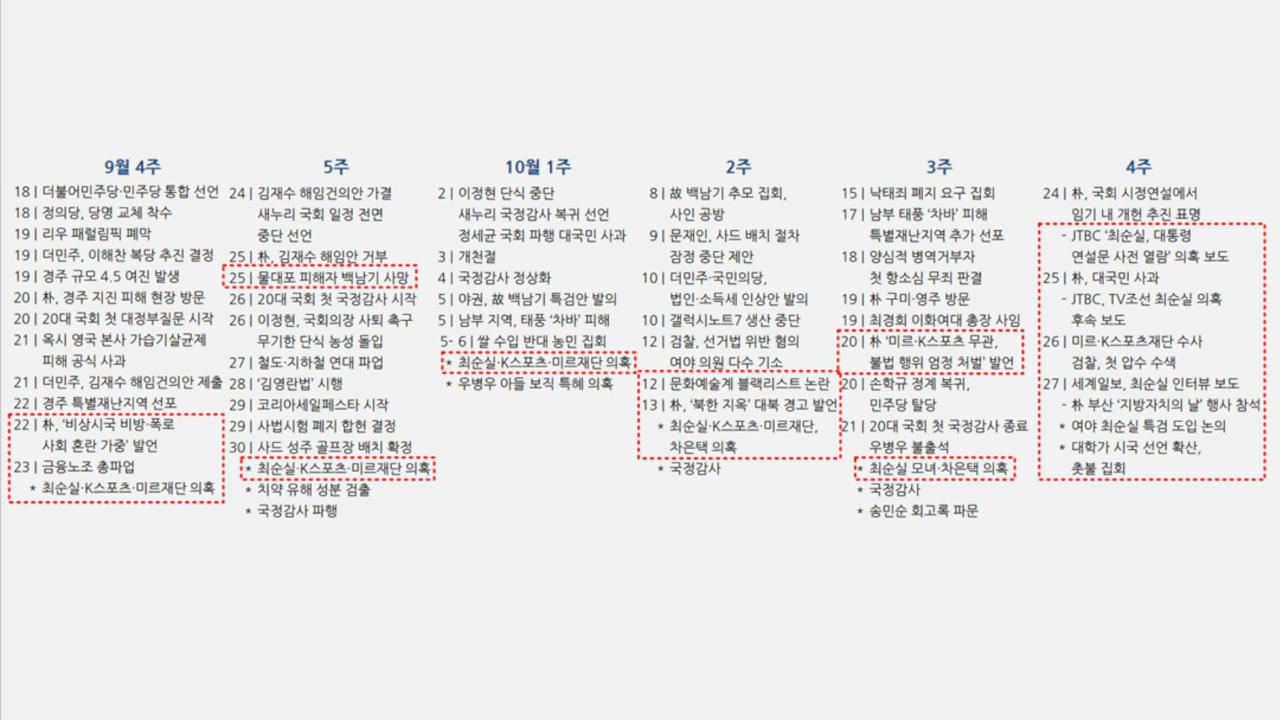 9월 4주
18 | 더불어민주당·민주당 통합 선언
18 | 정의당, 당명 교체 착수
19 | 리우 패럴림픽 폐막
19 | 더민주, 이해찬 복당 추진 결정
19 | 경주 규모 4.5 여진 발생
20 | 朴, 경주 지진 피해 현장 방문
20 | 20대 국회 첫 대정부질문 시작
21 | 옥시 영국 본사 가습기살균제
피해 공식 사과
21 | 더민주, 김재수 해임건의안 제출
22 | 경주 특별재난지역 선포
22 | 朴, '비상시국 비방·폭로
사회 혼란 가중' 발언
23 | 금융노조 총파업
* 최순실·K스포츠·미르재단 의혹
5주
24 | 김재수 해임건의안 가결
새누리 국회 일정 전면
중단 선언
25 | 朴, 김재수 해임안 거부
25 | 물대포 피해자 백남기 사망
26 | 20대 국회 첫 국정감사 시작
26 | 이정현, 국회의장 사퇴 촉구
무기한 단식 농성 돌입
27 | 철도·지하철 연대 파업
28 | '김영란법' 시행
29 | 코리아세일페스타 시작
29 | 사법시험 폐지 합헌 결정
30 | 사드 성주 골프장 배치 확정
* 최순실·K스포츠·미르재단 의혹
* 치약 유해 성분 검출
* 국정감사 파행
10월 1주
2 | 이정현 단식 중단
새누리 국정감사 복귀 선언
정세균 국회 파행 대국민 사과
3 | 개천절
4 | 국정감사 정상화
5 | 야권, 故 백남기 특검안 발의
5 | 남부 지역, 태풍 '차바' 피해
5- 6 | 쌀 수입 반대 농민 집회
* 최순실·K스포츠·미르재단 의혹
* 우병우 아들 보직 특혜 의혹
2주
8 | 故 백남기 추모 집회,
사인 공방
9 | 문재인, 사드 배치 절차
잠정 중단 제안
10 | 더민주·국민의당,
법인·소득세 인상안 발의
10 | 갤럭시노트7 생산 중단
12 | 검찰, 선거법 위반 혐의
여야 의원 다수 기소
12 | 문화예술계 블랙리스트 논란
13 | 朴, '북한 지옥' 대북 경고 발언
* 최순실·K스포츠·미르재단,
차은택 의혹
* 국정감사
3주
15 | 낙태죄 폐지 요구 집회
17 | 남부 태풍 '차바' 피해
특별재난지역 추가 선포
18 | 양심적 병역거부자
첫 항소심 무죄 판결
19 | 朴 구미·영주 방문
19 | 최경희 이화여대 총장 사임
20 | 朴 '미르·K스포츠 무관,
불법 행위 엄정 처벌' 발언
20 | 손학규 정계 복귀,
민주당 탈당
21 | 20대 국회 첫 국정감사 종료
우병우 불출석
* 최순실 모녀·차은택 의혹
* 국정감사
* 송민순 회고록 파문
4주
24 | 朴, 국회 시정연설에서
임기 내 개헌 추진 표명
- JTBC '최순실, 대통령
연설문 사전 열람' 의혹 보도
25 | 朴, 대국민 사과
- JTBC, TV조선 최순실 의혹
후속 보도
26 | 미르·K스포츠재단 수사
검찰, 첫 압수 수색
27 | 세계일보, 최순실 인터뷰 보도
- 朴 부산 '지방자치의 날' 행사 참석
* 여야 최순실 특검 도입 논의
* 대학가 시국 선언 확산,
촛불 집회